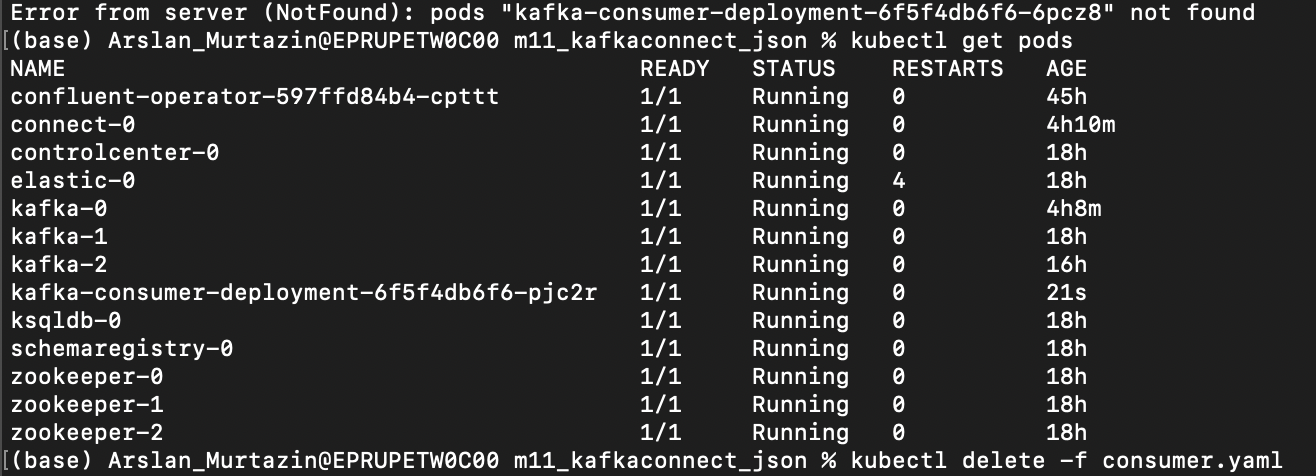 Error from server (NotFound): pods "kafka-consumer-deployment-6f5f4db6f6-6pcz8" not found
[(base) Arslan_Murtazin@EPRUPETW0C00 m11_kafkaconnect_json % kubectl get pods
NAME READY STATUS RESTARTS AGE
confluent-operator-597ffd84b4-cpttt 1/1 Running 0 45h
connect-0 1/1 Running 0 4h10m
controlcenter-0 1/1 Running 0 18h
elastic-0 1/1 Running 4 18h
kafka-0 1/1 Running 0 4h8m
kafka-1 1/1 Running 0 18h
kafka-2 1/1 Running 0 16h
kafka-consumer-deployment-6f5f4db6f6-pjc2r 1/1 Running 0 21s
ksqldb-0 1/1 Running 0 18h
schemaregistry-0 1/1 Running 0 18h
zookeeper-0 1/1 Running 0 18h
zookeeper-1 1/1 Running 0 18h
zookeeper-2 1/1 Running 0 18h
[(base) Arslan_Murtazin@EPRUPETW0C00 m11_kafkaconnect_json % kubectl delete -f consumer.yaml